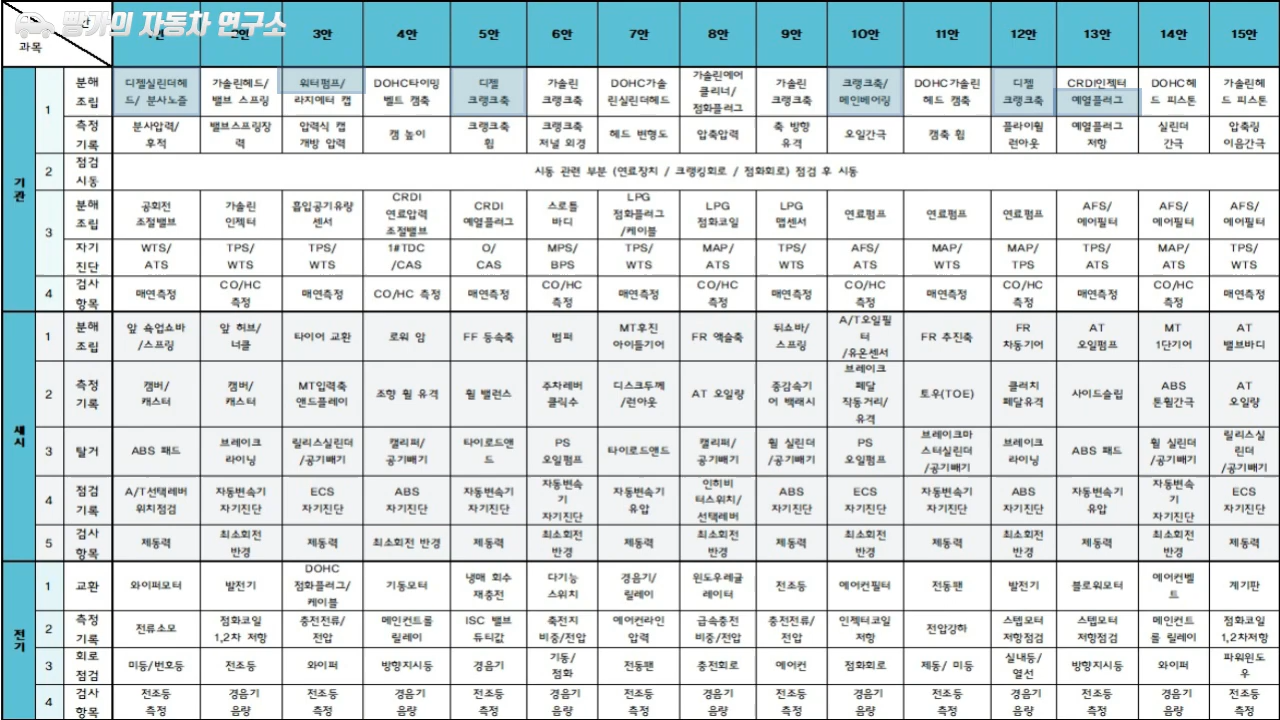 빵카의 자동차 연구소
안
과목
1안 2안 3안 4안 5안 6안 7안 8안 9안 10안 11안 12안 13안 14안 15안
기관
1
분해
조립
디젤실린더헤
드/ 분사노즐
가솔린헤드/
밸브 스프링
워터펌프/
라지에터 캡
DOHC타이밍
벨트 캠축
디젤
크랭크축
가솔린
크랭크축
DOHC가솔
린실린더헤드
가솔린에어
클리너/
점화플러그
가솔린
크랭크축
크랭크축/
메인베어링
DOHC가솔린
헤드 캠축
디젤
크랭크축
CRDI인젝터
예열플러그
DOHC헤
드 피스톤
가솔린헤
드 피스톤
측정
기록
분사압력/
후적
밸브스프링장
력
압력식 캡
개방 압력
캠 높이
크랭크축
휨
크랭크축
저널 외경
헤드 변형도
압축압력
축 방향
유격
오일간극
캠축 휨
플라이휠
런아웃
예열플러그
저항
실린더
간극
압축링
이음간극
2
점검
시동
시동 관련 부분 (연료장치 / 크랭킹회로 / 점화회로) 점검 후 시동
3
분해
조립
공회전
조절밸브
가솔린
인젝터
흡입공기유량
센서
CRDI
연료압력
조절밸브
CRDI
예열플러그
스로틀
바디
LPG
점화플러그
/케이블
LPG
점화코일
LPG
맵센서
연료펌프
연료펌프
연료펌프
AFS/
에어필터
AFS/
에어필터
AFS/
에어필터
자기
진단
WTS/
ATS
TPS/
WTS
TPS/
WTS
1#TDC
/CAS
O/
CAS
MPS/
BPS
TPS/
WTS
MAP/
ATS
TPS/
WTS
AFS/
ATS
MAP/
WTS
MAP/
TPS
TPS/
ATS
MAP/
ATS
TPS/
WTS
4
검사
항목
매연측정
CO/HC
측정
매연측정
CO/HC 측정
매연측정
CO/HC
측정
매연측정
CO/HC
측정
매연측정
CO/HC
측정
매연측정
CO/HC
측정
매연측정
CO/HC
측정
매연측정
섀시
1
분해
조립
앞 쇽업쇼바
/스프링
앞 허브/
너클
타이어 교환
로워 암
FF 등속축
범퍼
MT후진
아이들기어
FR 액슬축
뒤쇼바/
스프링
A/T오일필
터
/유온센서
FR 추진축
FR
차동기어
AT
오일펌프
MT
1단기어
AT
밸브바디
2
측정
기록
캠버/
캐스터
캠버/
캐스터
MT입력축
앤드플레이
조향 휠 유격
휠 밸런스
주차레버
클릭수
디스크두께
/런아웃
AT 오일량
종감속기
어 백래시
브레이크
페달
작동거리/
유격
토우(TOE)
클러치
페달유격
사이드슬립
ABS
톤휠간극
AT
오일량
3
탈거
ABS 패드
브레이크
라이닝
릴리스실린더
/공기빼기
캘리퍼/
공기빼기
타이로드앤
드
PS
오일펌프
타이로드앤드
캘리퍼/
공기빼기
휠 실린더
/공기빼기
PS
오일펌프
브레이크마
스터실린더
/공기빼기
브레이크
라이닝
ABS 패드
휠 실린더
/공기빼기
릴리스실
린더
/공기빼기
4
점검
기록
A/T선택레버
위치점검
자동변속기
자기진단
ECS
자기진단
ABS
자기진단
자동변속기
자기진단
자동변속
기
자기진단
자동변속기
유압
인히비
터스위치/
선택레버
ABS
자기진단
ECS
자기진단
자동변속기
자기진단
ABS
자기진단
자동변속기
유압
자동변속
기
자기진단
ECS
자기진단
5
검사
항목
제동력
최소회전
반경
제동력
최소회전 반경
제동력
최소회전
반경
제동력
최소회전
반경
제동력
최소회전
반경
제동력
최소회전
반경
제동력
최소회전
반경
제동력
전기
1
교환
와이퍼모터
발전기
DOHC
점화플러그/
케이블
기동모터
냉매 회수
재충전
다기능
스위치
경음기/
릴레이
윈도우레귤
레이터
전조등
에어컨필터
전동팬
발전기
블로워모터
에어컨벨
트
계기판
2
측정
기록
전류소모
점화코일
1,2차 저항
충전전류/
전압
메인컨트롤
릴레이
ISC 밸브
듀티값
축전지
비중/전압
에어컨라인
압력
급속충전
비중/전압
충전전류/
전압
인젝터코일
저항
전압강하
스텝모터
저항점검
스텝모터
저항점검
메인컨트
롤 릴레이
점화코일
1,2차저항
3
회로
점검
미등/번호등
전조등
와이퍼
방향지시등
경음기
기동/
점화
전동팬
충전회로
에어컨
점화회로
제동/ 미등
실내등/
열선
방향지시등
와이퍼
파워윈도
우
4
검사
항목
전조등
측정
경음기
음량
전조등
측정
경음기
음량
전조등
측정
경음기
음량
전조등
측정
경음기
음량
전조등
측정
경음기
음량
전조등
측정
경음기
음량
전조등
측정
경음기
음량
전조등
측정